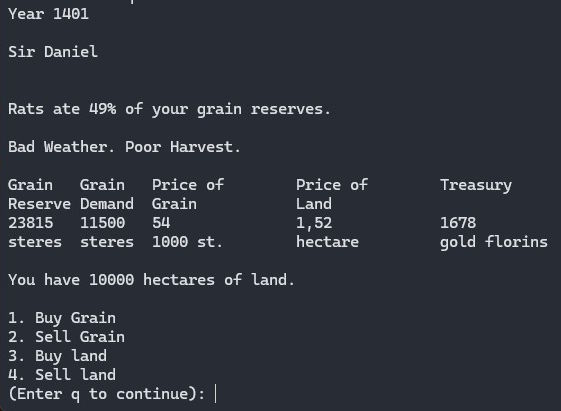 Year 1401
Sir Daniel
Rats ate 49% of your grain reserves.
Bad Weather. Poor Harvest.
Grain Grain Price of Price of Treasury
Reserve Demand Grain Land
23815 11500 54 1,52 1678
steres steres 1000 st. hectare gold florins
You have 10000 hectares of land.
1. Buy Grain
2. Sell Grain
3. Buy land
4. Sell land
(Enter q to continue):